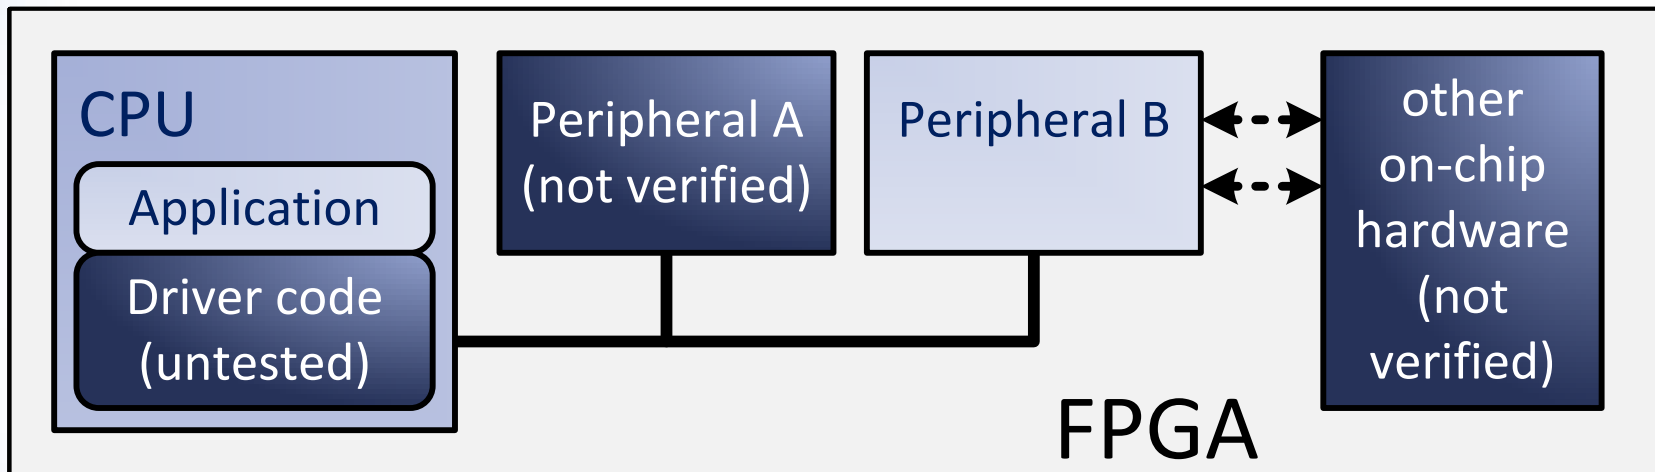 CPU
Application
Driver code
(untested)
Peripheral A
(not verified)
Peripheral B
other
on-chip
hardware
(not
verified)
FPGA